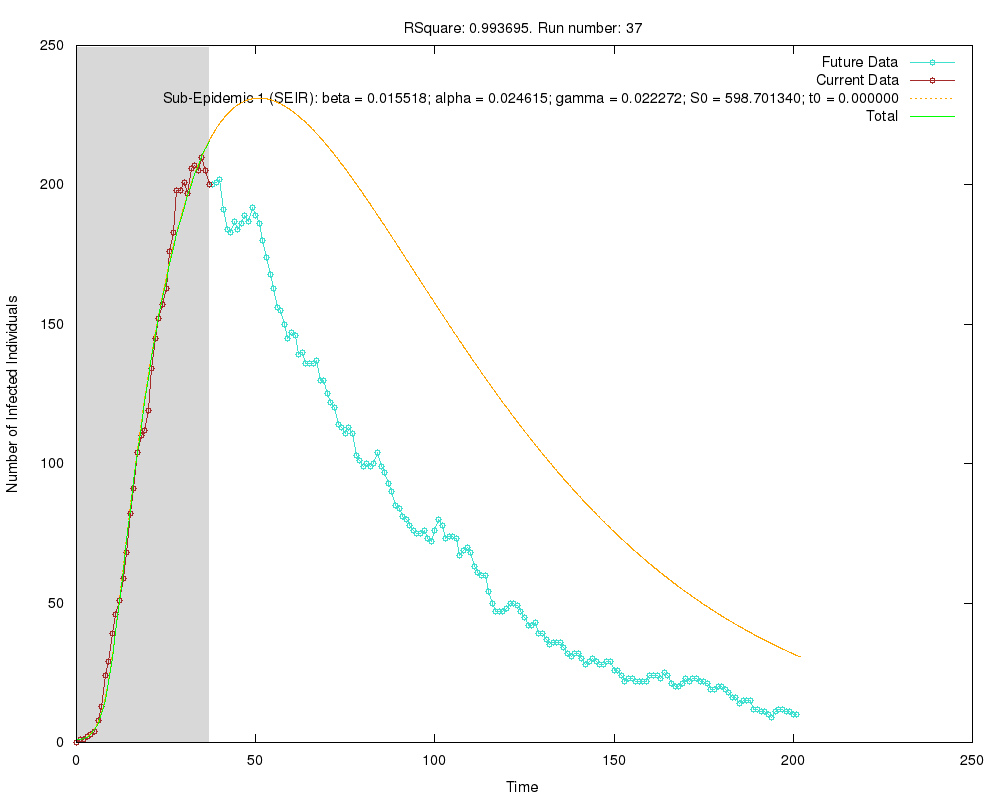 RSquare: 0.993695. Run number: 37
250
200
150
100
50
0
Number of Infected Individuals
Future Data
Current Data
Sub-Epidemic 1 (SEIR): beta = 0.015518; alpha = 0.024615; gamma = 0.022272; S0 = 598.701340; t0 = 0.000000
Total
0 50 100 150 200 250
Time